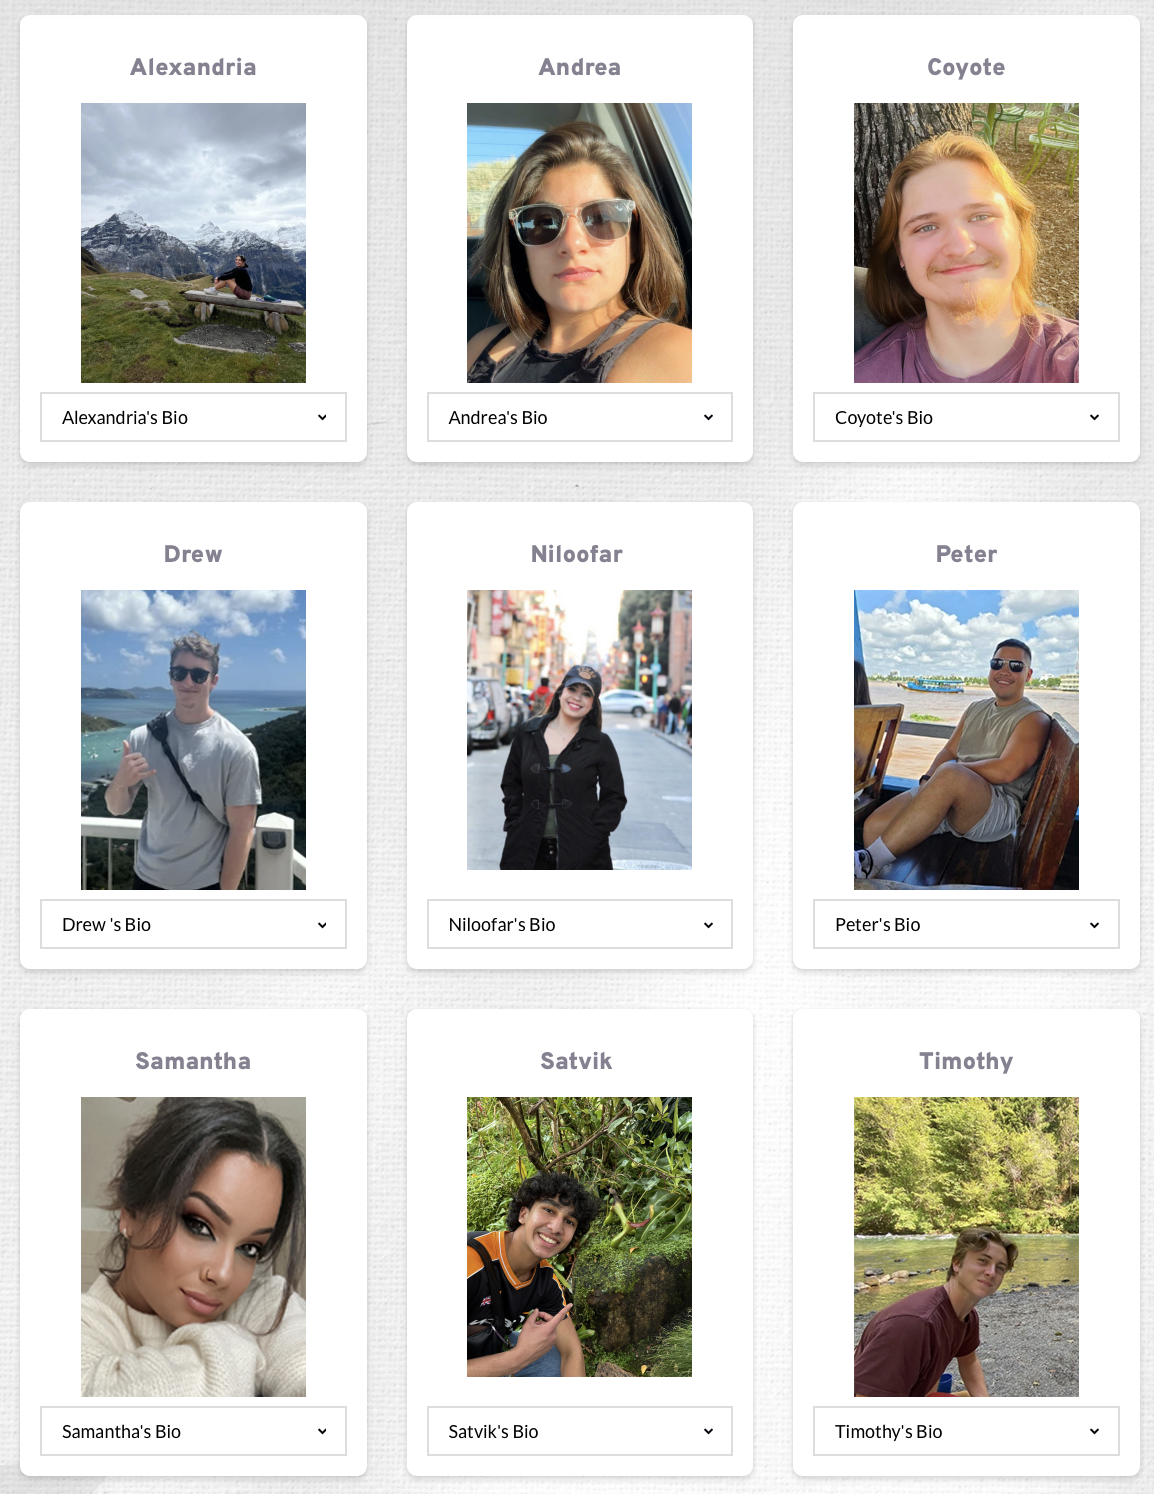 Alexandria
Andrea
Coyote
Alexandria's Bio
Andrea's Bio
Coyote's Bio
Drew
Niloofar
Peter
Drew 's Bio
Niloofar's Bio
Peter's Bio
Samantha
Satvik
Timothy
Samantha's Bio
Satvik's Bio
Timothy's Bio